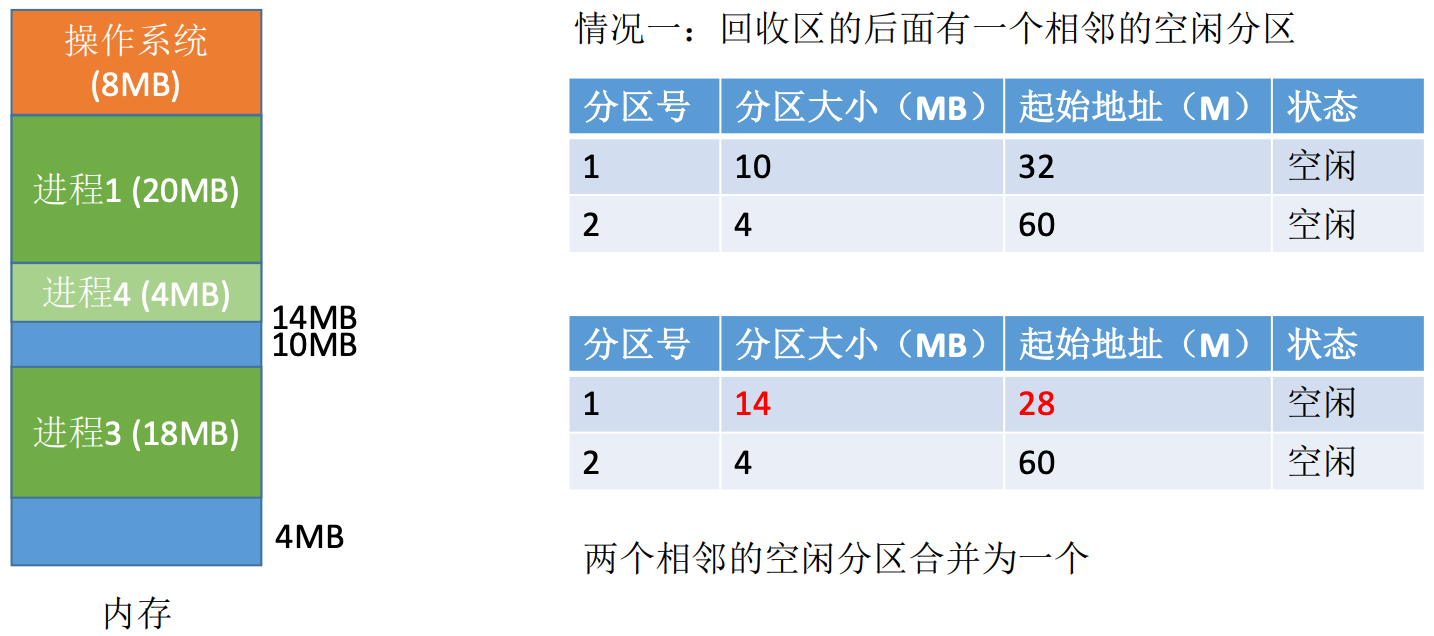 操作系统
(8MB)
进程1 (20MB)
进程4 (4MB)
14MB
10MB
进程3 (18MB)
4MB
内存
情况一：回收区的后面有一个相邻的空闲分区
分区号 分区大小（MB） 起始地址（M） 状态
1 10 32 空闲
2 4 60 空闲
分区号 分区大小（MB） 起始地址（M） 状态
1 14 28 空闲
2 4 60 空闲
两个相邻的空闲分区合并为一个